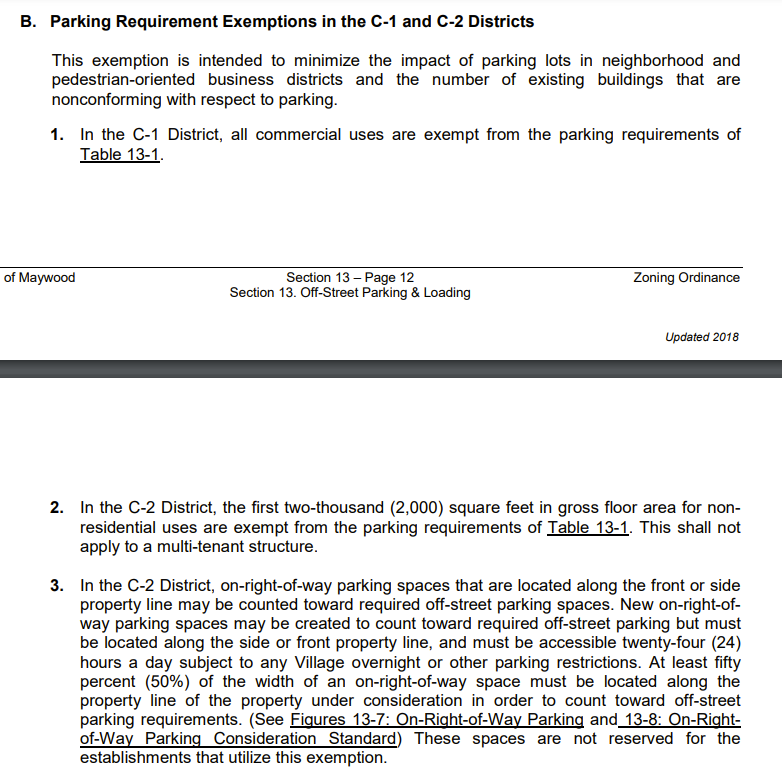 B. Parking Requirement Exemptions in the C-1 and C-2 Districts
This exemption is intended to minimize the impact of parking lots in neighborhood and
pedestrian-oriented business districts and the number of existing buildings that are
nonconforming with respect to parking.
1. In the C-1 District, all commercial uses are exempt from the parking requirements of
Table 13-1.
of Maywood Section 13 – Page 12 Zoning Ordinance
Section 13. Off-Street Parking & Loading
Updated 2018
2. In the C-2 District, the first two-thousand (2,000) square feet in gross floor area for non-
residential uses are exempt from the parking requirements of Table 13-1. This shall not
apply to a multi-tenant structure.
3. In the C-2 District, on-right-of-way parking spaces that are located along the front or side
property line may be counted toward required off-street parking spaces. New on-right-of-
way parking spaces may be created to count toward required off-street parking but must
be located along the side or front property line, and must be accessible twenty-four (24)
hours a day subject to any Village overnight or other parking restrictions. At least fifty
percent (50%) of the width of an on-right-of-way space must be located along the
property line of the property under consideration in order to count toward off-street
parking requirements. (See Figures 13-7: On-Right-of-Way Parking and 13-8: On-Right-
of-Way Parking Consideration Standard) These spaces are not reserved for the
establishments that utilize this exemption.